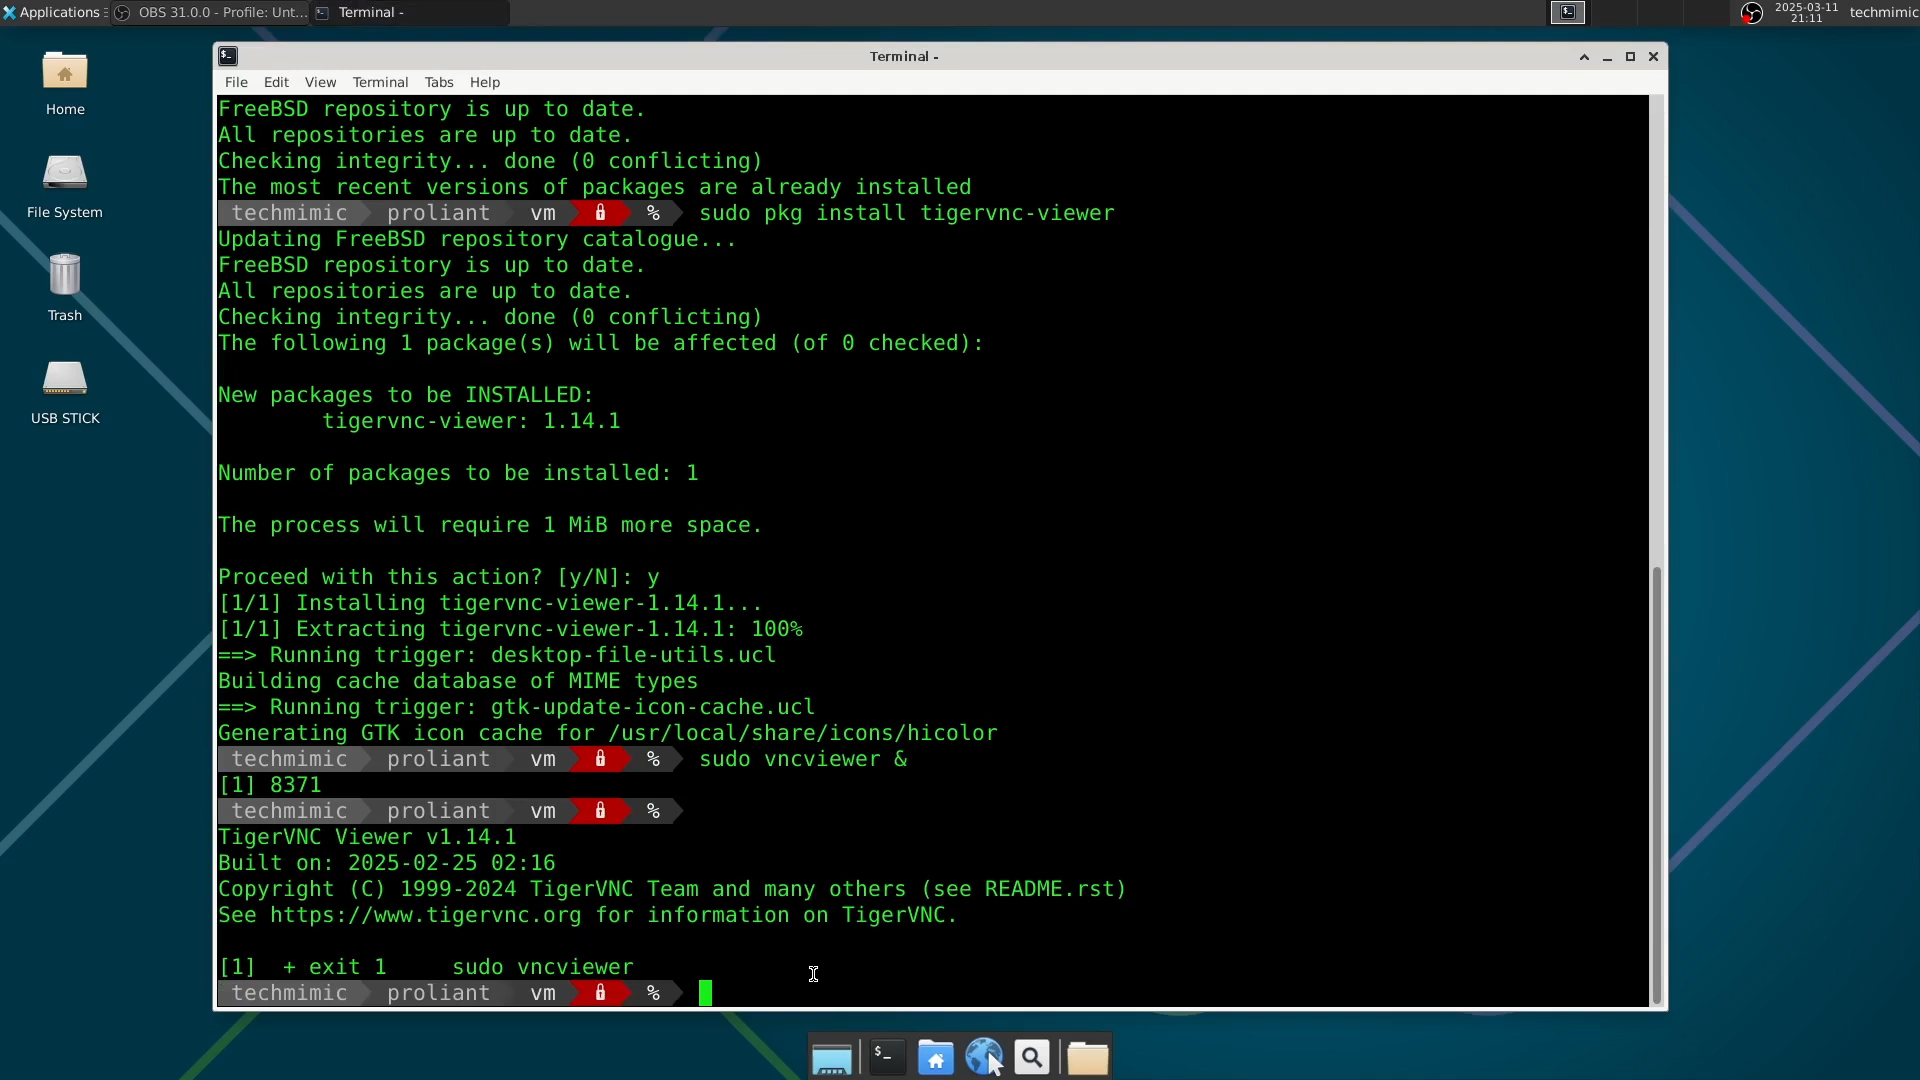 Applications
OBS 31.0.0 - Profile: Unt...
Terminal -
2025-03-11
21:11
techmimic
Home
File System
Trash
USB STICK
Terminal -
File Edit View Terminal Tabs Help
FreeBSD repository is up to date.
All repositories are up to date.
Checking integrity... done (0 conflicting)
The most recent versions of packages are already installed
techmimic proliant vm % sudo pkg install tigervnc-viewer
Updating FreeBSD repository catalogue...
FreeBSD repository is up to date.
All repositories are up to date.
Checking integrity... done (0 conflicting)
The following 1 package(s) will be affected (of 0 checked):
New packages to be INSTALLED:
tigervnc-viewer: 1.14.1
Number of packages to be installed: 1
The process will require 1 MiB more space.
Proceed with this action? [y/N]: y
[1/1] Installing tigervnc-viewer-1.14.1...
[1/1] Extracting tigervnc-viewer-1.14.1: 100%
==> Running trigger: desktop-file-utils.ucl
Building cache database of MIME types
==> Running trigger: gtk-update-icon-cache.ucl
Generating GTK icon cache for /usr/local/share/icons/hicolor
techmimic proliant vm % sudo vncviewer &
[1] 8371
techmimic proliant vm %
TigerVNC Viewer v1.14.1
Built on: 2025-02-25 02:16
Copyright (C) 1999-2024 TigerVNC Team and many others (see README.rst)
See https://www.tigervnc.org for information on TigerVNC.
[1]  + exit 1     sudo vncviewer
techmimic proliant vm %